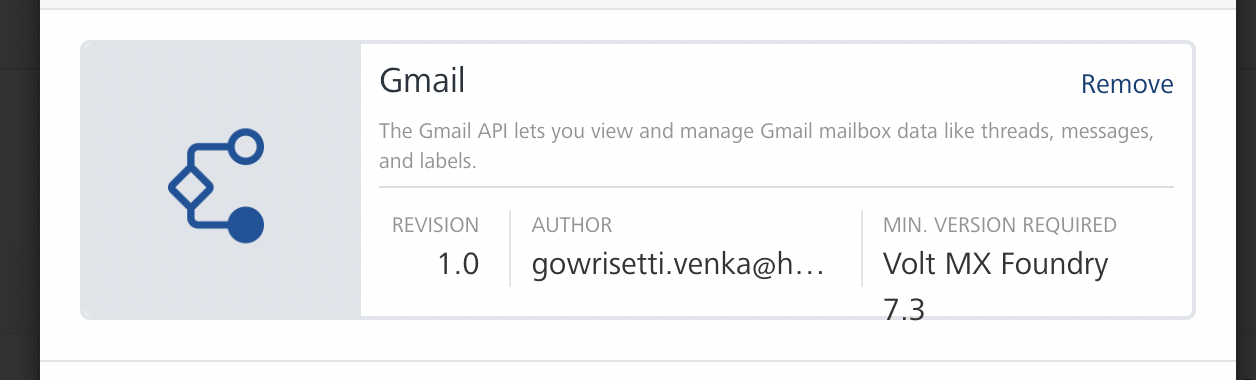 Gmail
Remove
The Gmail API lets you view and manage Gmail mailbox data like threads, messages,
and labels.
REVISION
1.0
AUTHOR
gowrisetti.venka@h...
MIN. VERSION REQUIRED
Volt MX Foundry
7.3